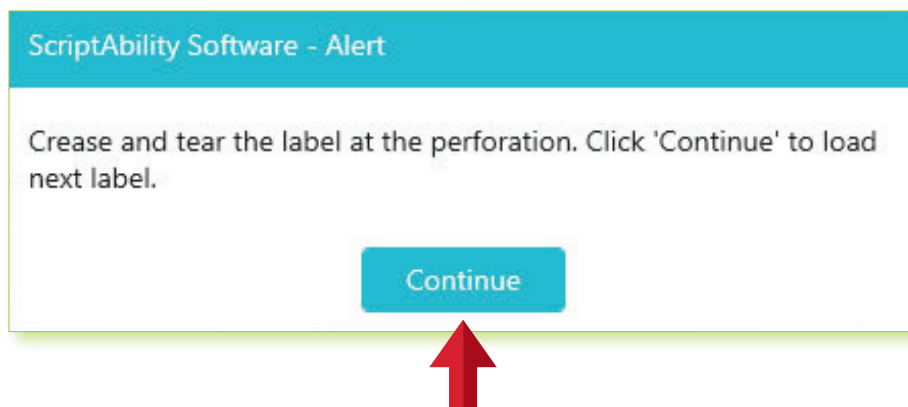 ScriptAbility Software - Alert
Crease and tear the label at the perforation. Click 'Continue' to load
next label.
Continue